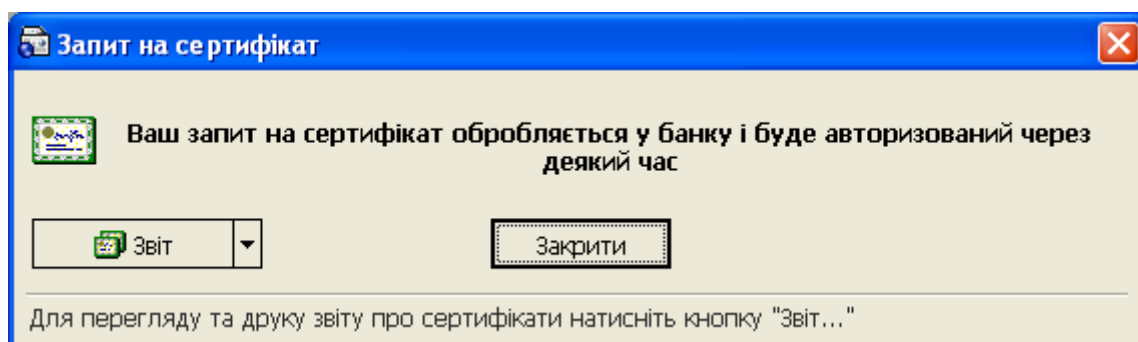 Запит на сертифікат
Ваш запит на сертифікат обробляється у банку і буде авторизований через
деякий час
Звіт
Закрити
Для перегляду та друку звіту про сертифікати натисніть кнопку "Звіт..."